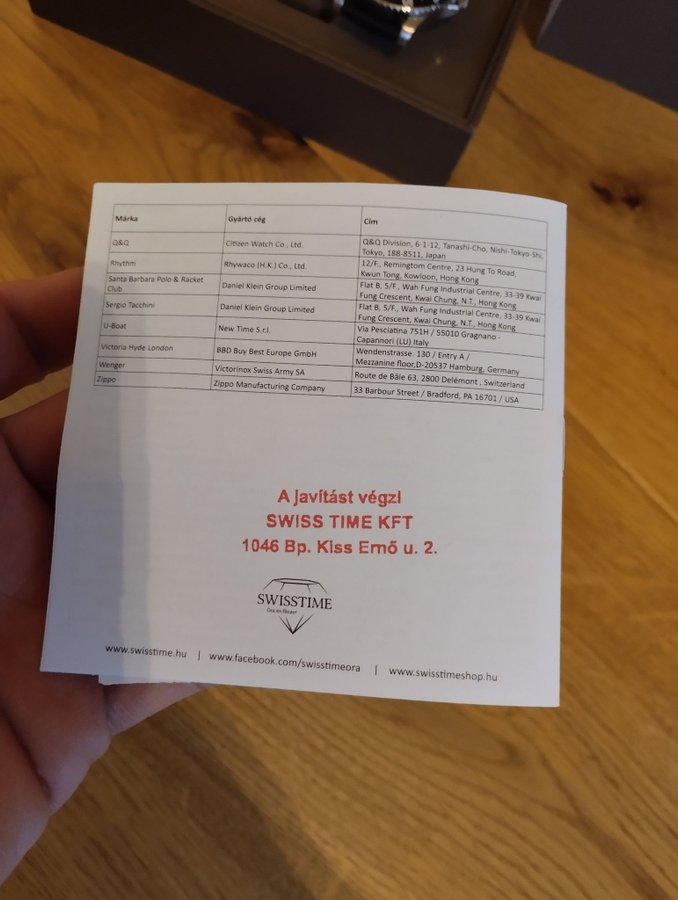 Márka Gyártó cég Cím
Q&Q Citizen Watch Co., Ltd. Q&Q Division, 6-1-12, Tanashi-Cho, Nishi-Tokyo-Shi,
Tokyo, 188-8511, Japan
Rhythm Rhywaco (H.K.) Co., Ltd. 12/F., Remingtom Centre, 23 Hung To Road,
Kwun Tong, Kowloon, Hong Kong
Santa Barbara Polo & Racket
Club Daniel Klein Group Limited Flat B, 5/F., Wah Fung Industrial Centre, 33-39 Kwai
Fung Crescent, Kwai Chung, N.T., Hong Kong
Sergio Tacchini Daniel Klein Group Limited Flat B, 5/F., Wah Fung Industrial Centre, 33-39 Kwai
Fung Crescent, Kwai Chung, N.T., Hong Kong
U-Boat New Time S.r.l. Via Pesciatina 751H / 55010 Gragnano -
Capannori (LU) Italy
Victoria Hyde London BBD Buy Best Europe GmbH Wendenstrasse. 130 / Entry A /
Mezzanine floor,D-20537 Hamburg, Germany
Wenger Victorinox Swiss Army SA Route de Bâle 63, 2800 Delémont , Switzerland
Zippo Zippo Manufacturing Company 33 Barbour Street / Bradford, PA 16701 / USA
A javítást végzi
SWISS TIME KFT
1046 Bp. Kiss Ernő u. 2.
SWISSTIME
Óra és Ékszer
www.swisstime.hu | www.facebook.com/swisstimeora | www.swisstimeshop.hu